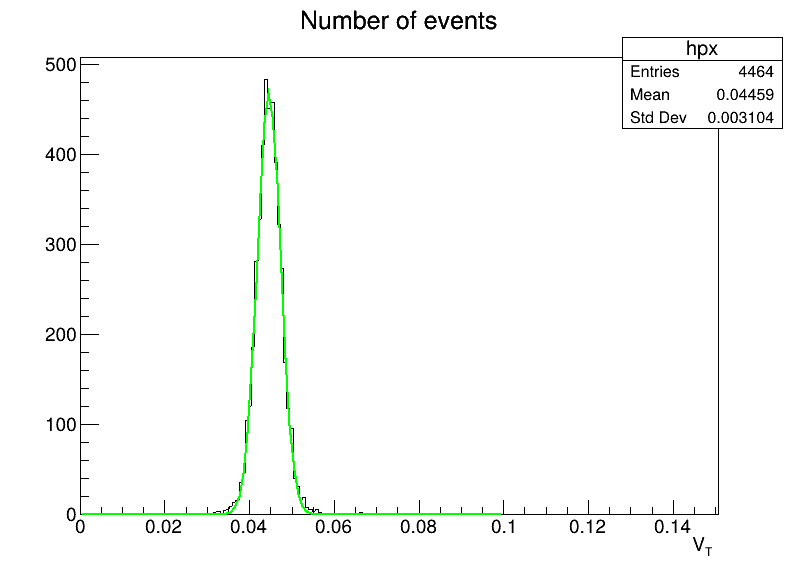 Number of events
hpx
Entries 4464
Mean 0.04459
Std Dev 0.003104
500
400
300
200
100
0
0 0.02 0.04 0.06 0.08 0.1 0.12 0.14
V_T